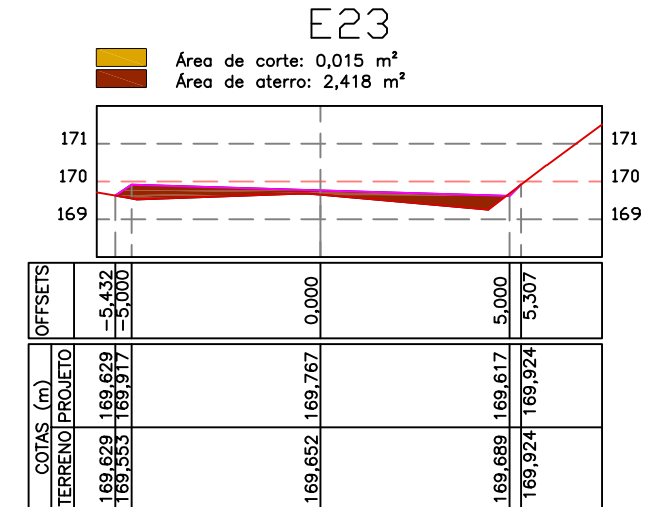 E23
Área de corte: 0,015 m²
Área de aterro: 2,418 m²
171 171
170 170
169 169
OFFSETS -5,432 -5,000 0,000 5,000 5,307
COTAS (m)
PROJETO 169,629 169,917 169,767 169,617 169,924
TERRENO 169,629 169,553 169,652 169,689 169,924